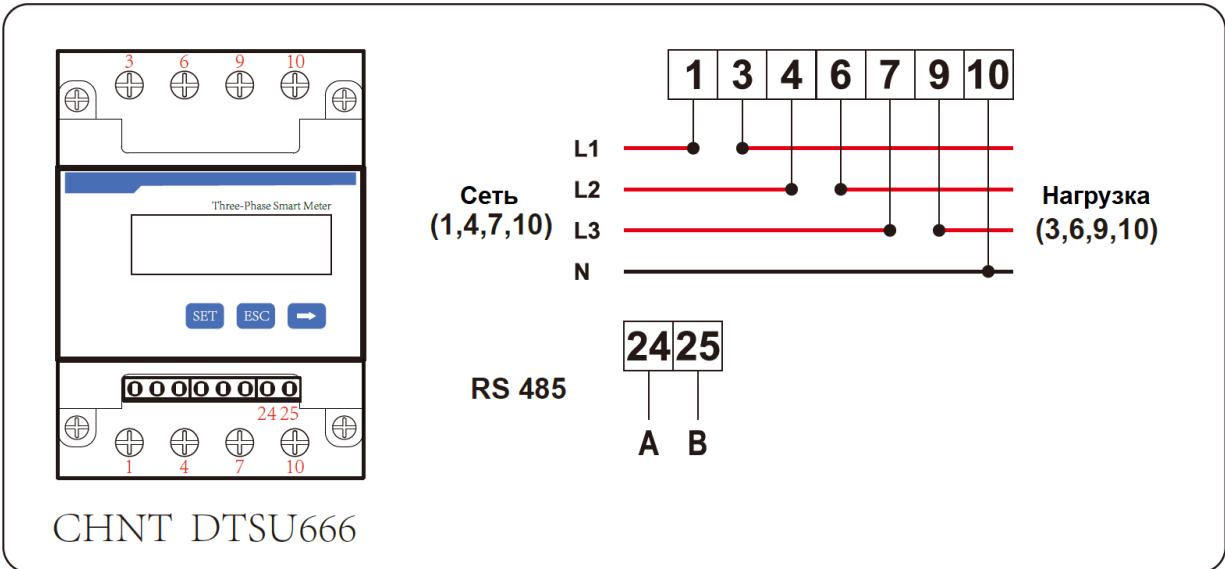 3 6 9 10
Three-Phase Smart Meter
SET ESC
24 25
1 4 7 10
CHNT DTSU666
1 3 4 6 7 9 10
L1
L2
L3
N
Сеть
(1,4,7,10)
Нагрузка
(3,6,9,10)
24 25
RS 485
A B